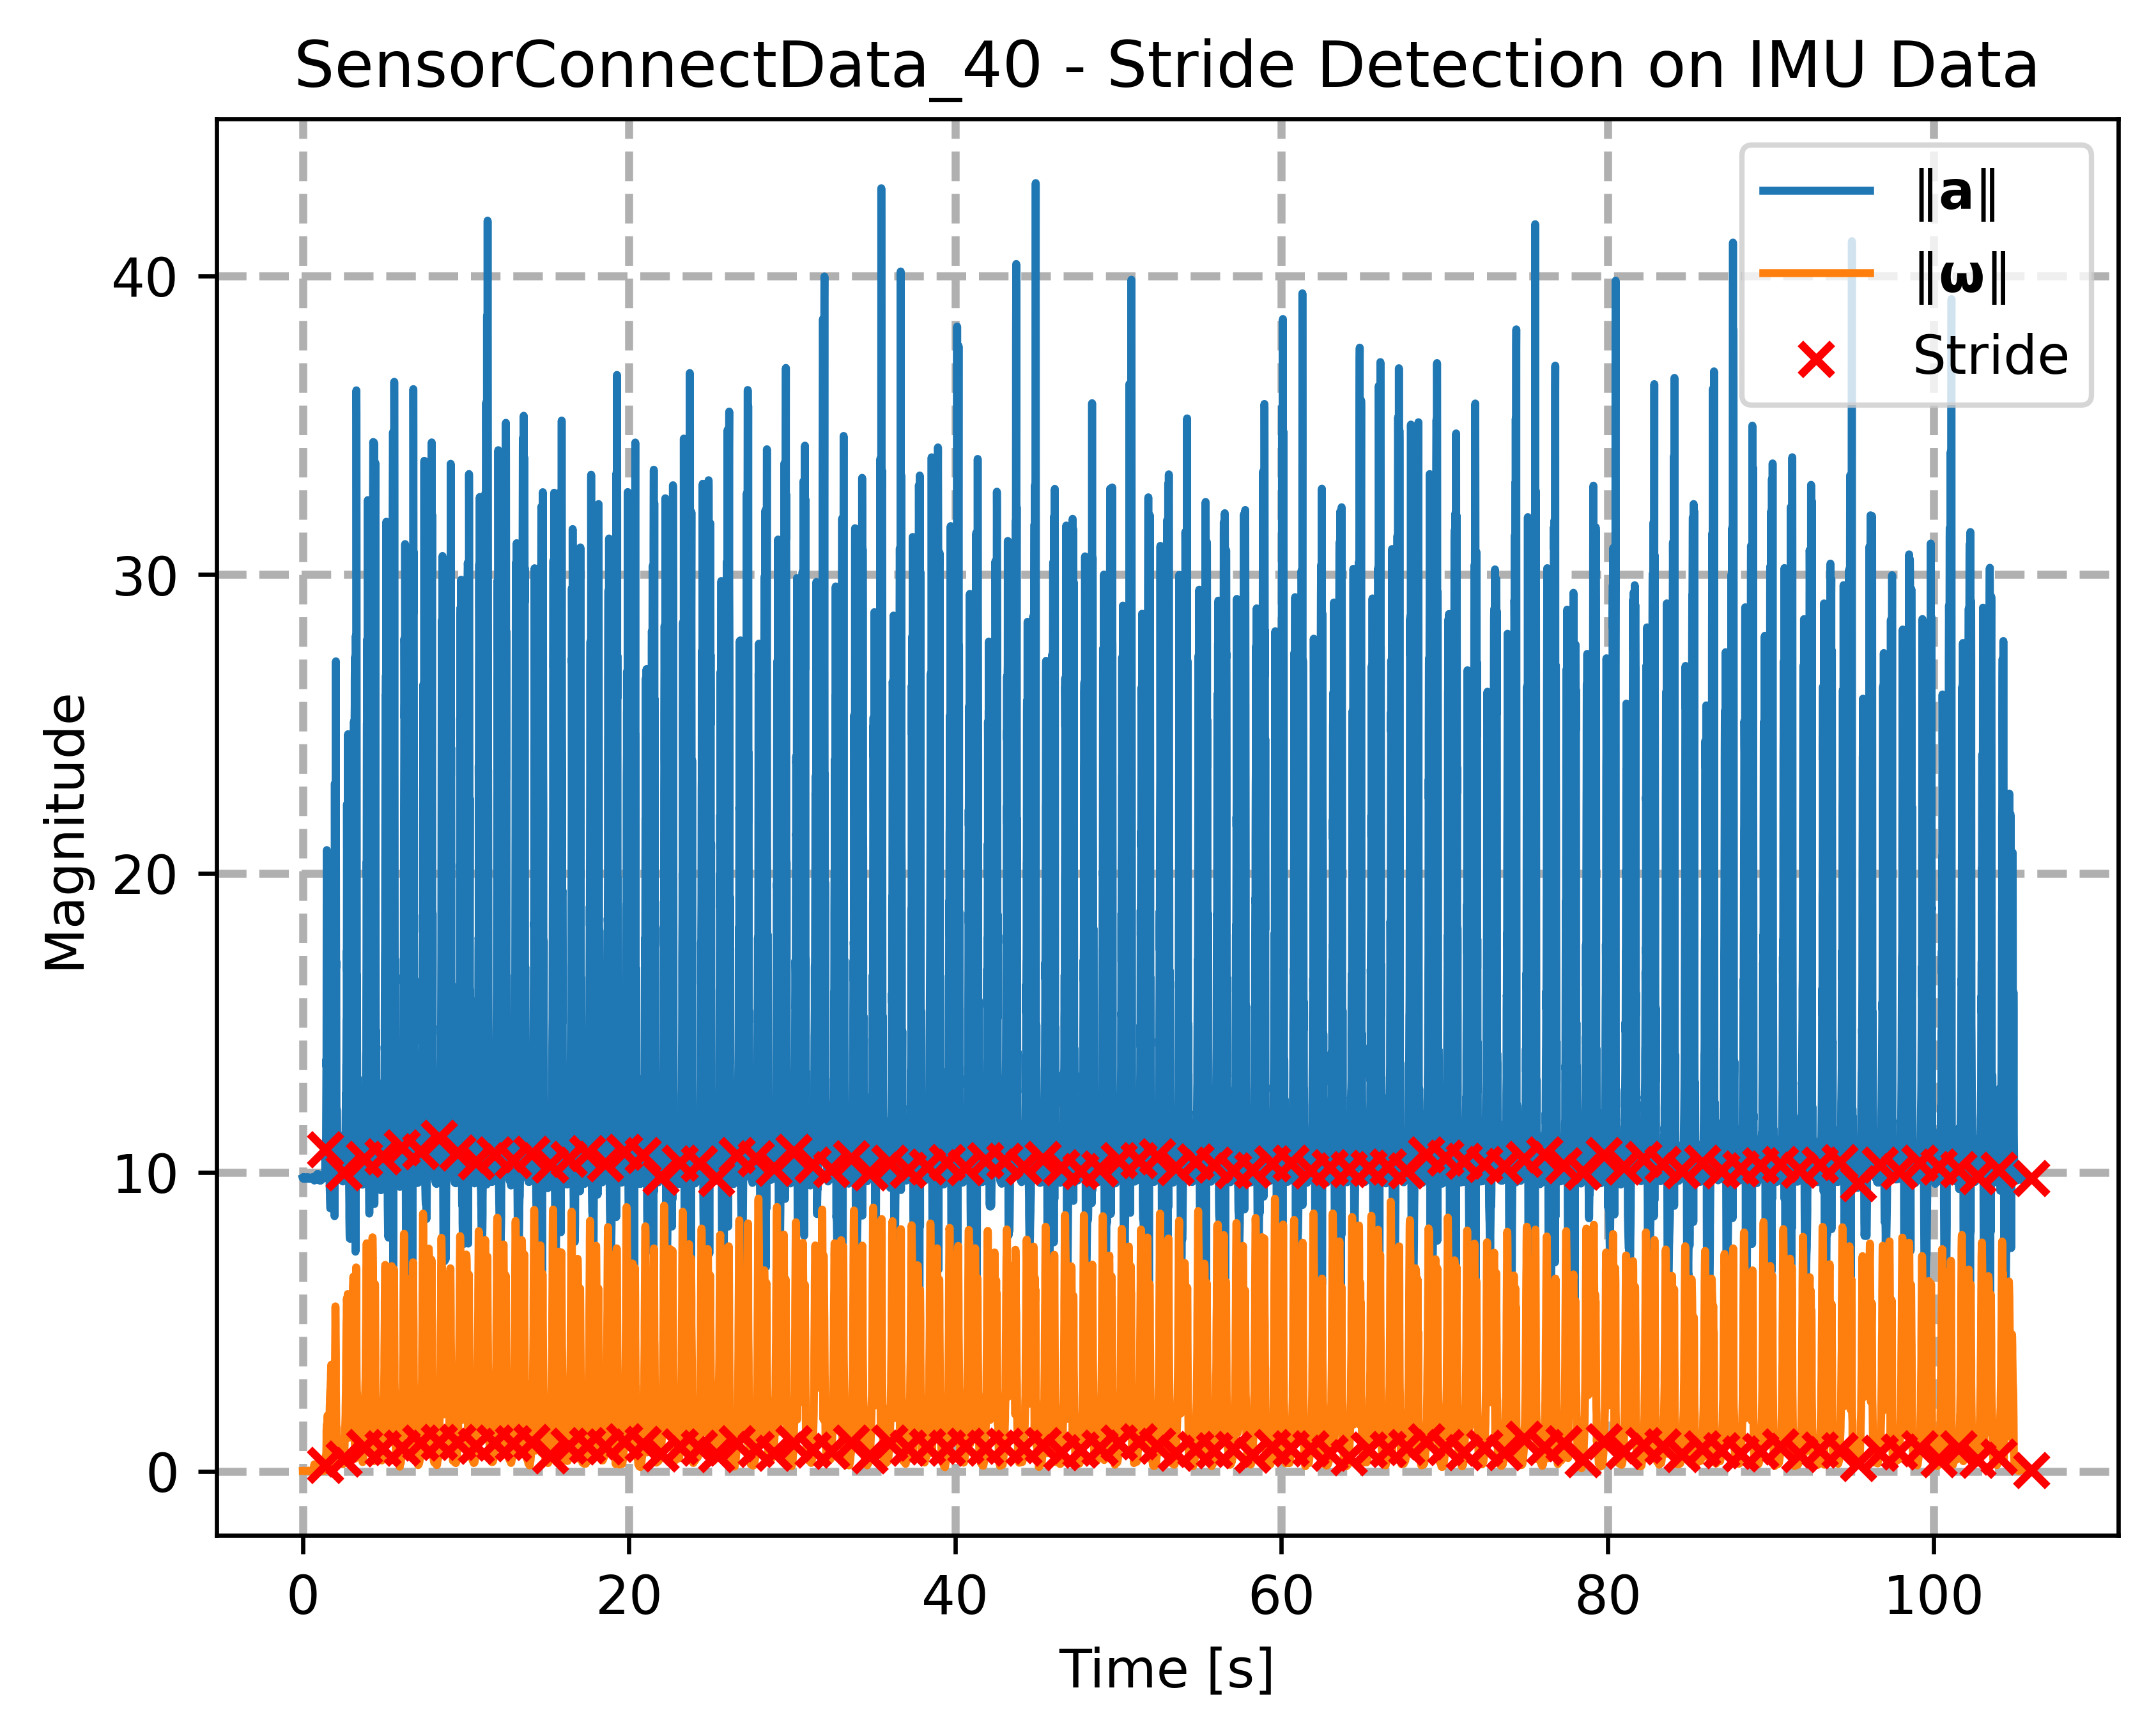 SensorConnectData_40 - Stride Detection on IMU Data
‖a‖
‖ω‖
Stride
Magnitude
40
30
20
10
0
0 20 40 60 80 100
Time [s]